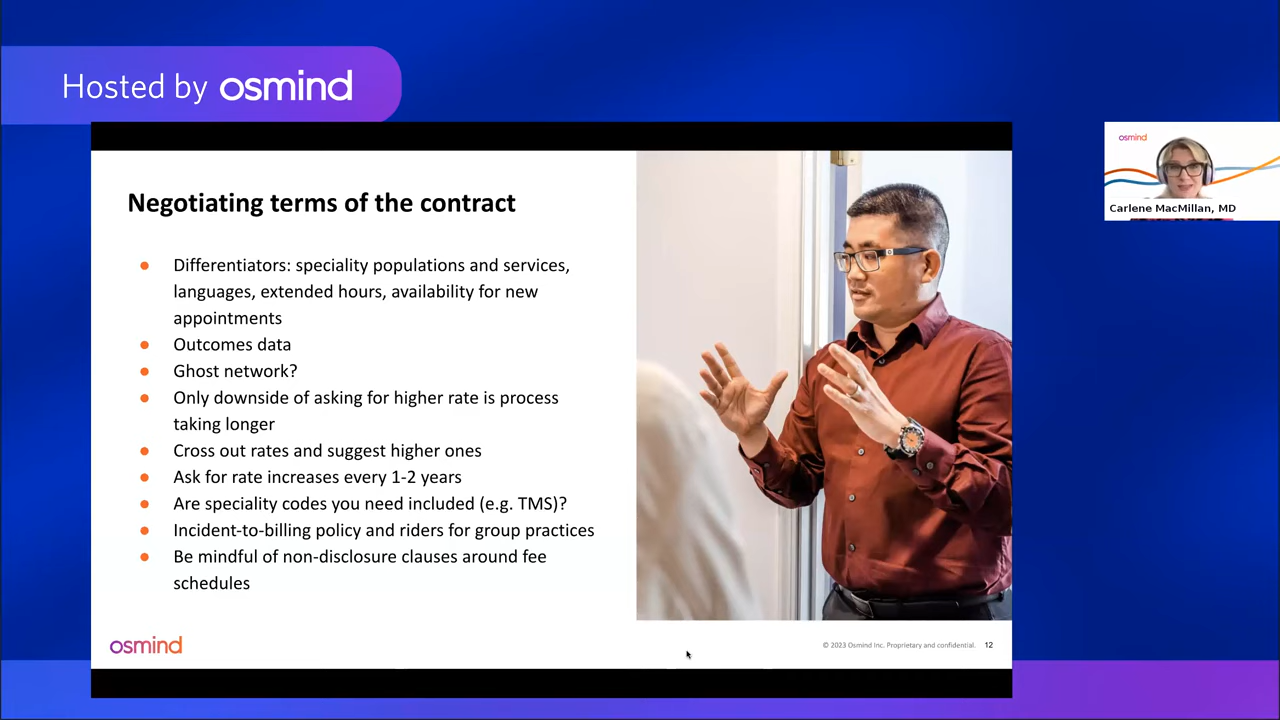 Hosted by osmind
osmind
Carlene MacMillan, MD
Negotiating terms of the contract
● Differentiators: speciality populations and services,
languages, extended hours, availability for new
appointments
● Outcomes data
● Ghost network?
● Only downside of asking for higher rate is process
taking longer
● Cross out rates and suggest higher ones
● Ask for rate increases every 1-2 years
● Are speciality codes you need included (e.g. TMS)?
● Incident-to-billing policy and riders for group practices
● Be mindful of non-disclosure clauses around fee
schedules
osmind
© 2023 Osmind Inc. Proprietary and confidential. 12